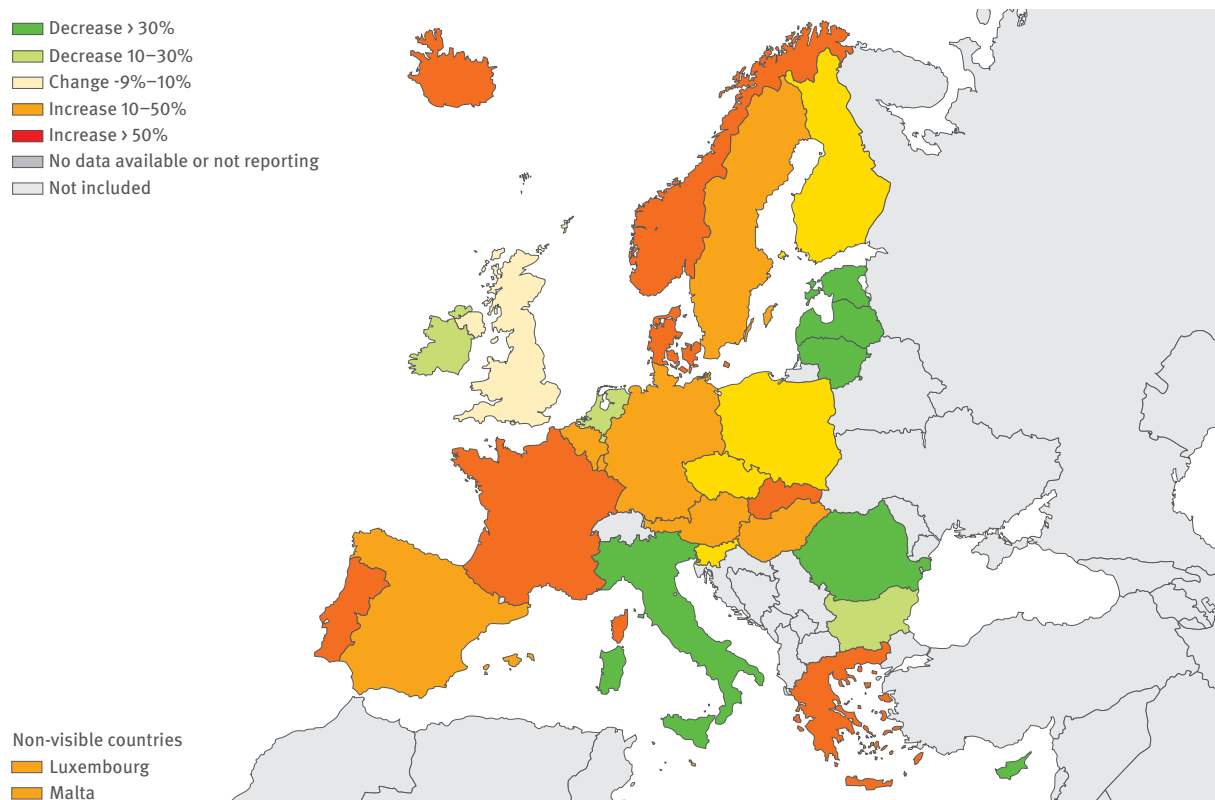 Decrease > 30%
Decrease 10–30%
Change -9%–10%
Increase 10–50%
Increase > 50%
No data available or not reporting
Not included
Non-visible countries
Luxembourg
Malta